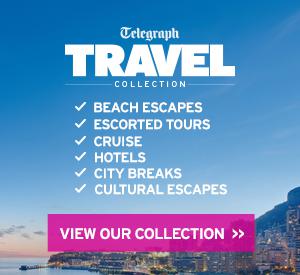 Telegraph
TRAVEL
COLLECTION
✓ BEACH ESCAPES
✓ ESCORTED TOURS
✓ CRUISE
✓ HOTELS
✓ CITY BREAKS
✓ CULTURAL ESCAPES
VIEW OUR COLLECTION »